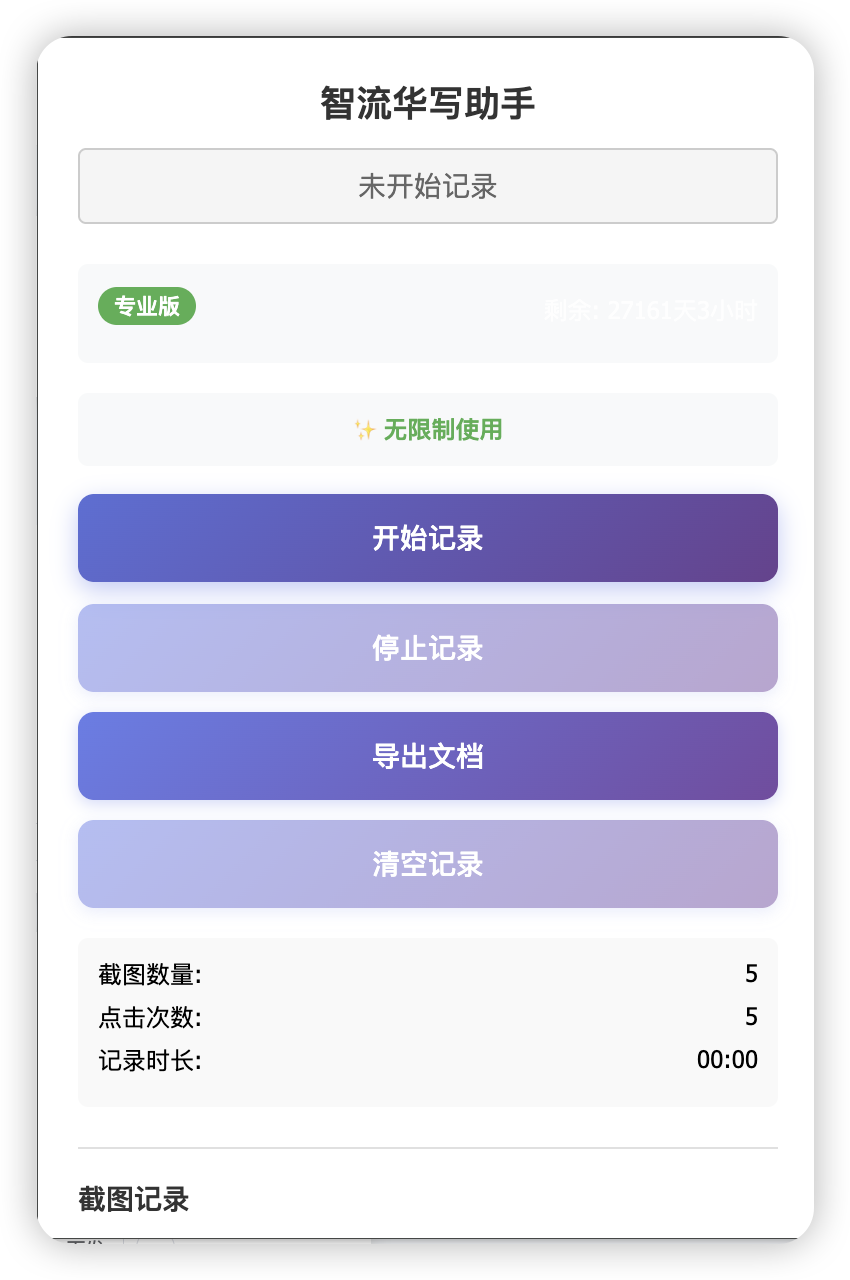 智流华写助手
未开始记录
专业版
剩余: 27161天3小时
✨ 无限制使用
开始记录
停止记录
导出文档
清空记录
截图数量: 5
点击次数: 5
记录时长: 00:00
截图记录